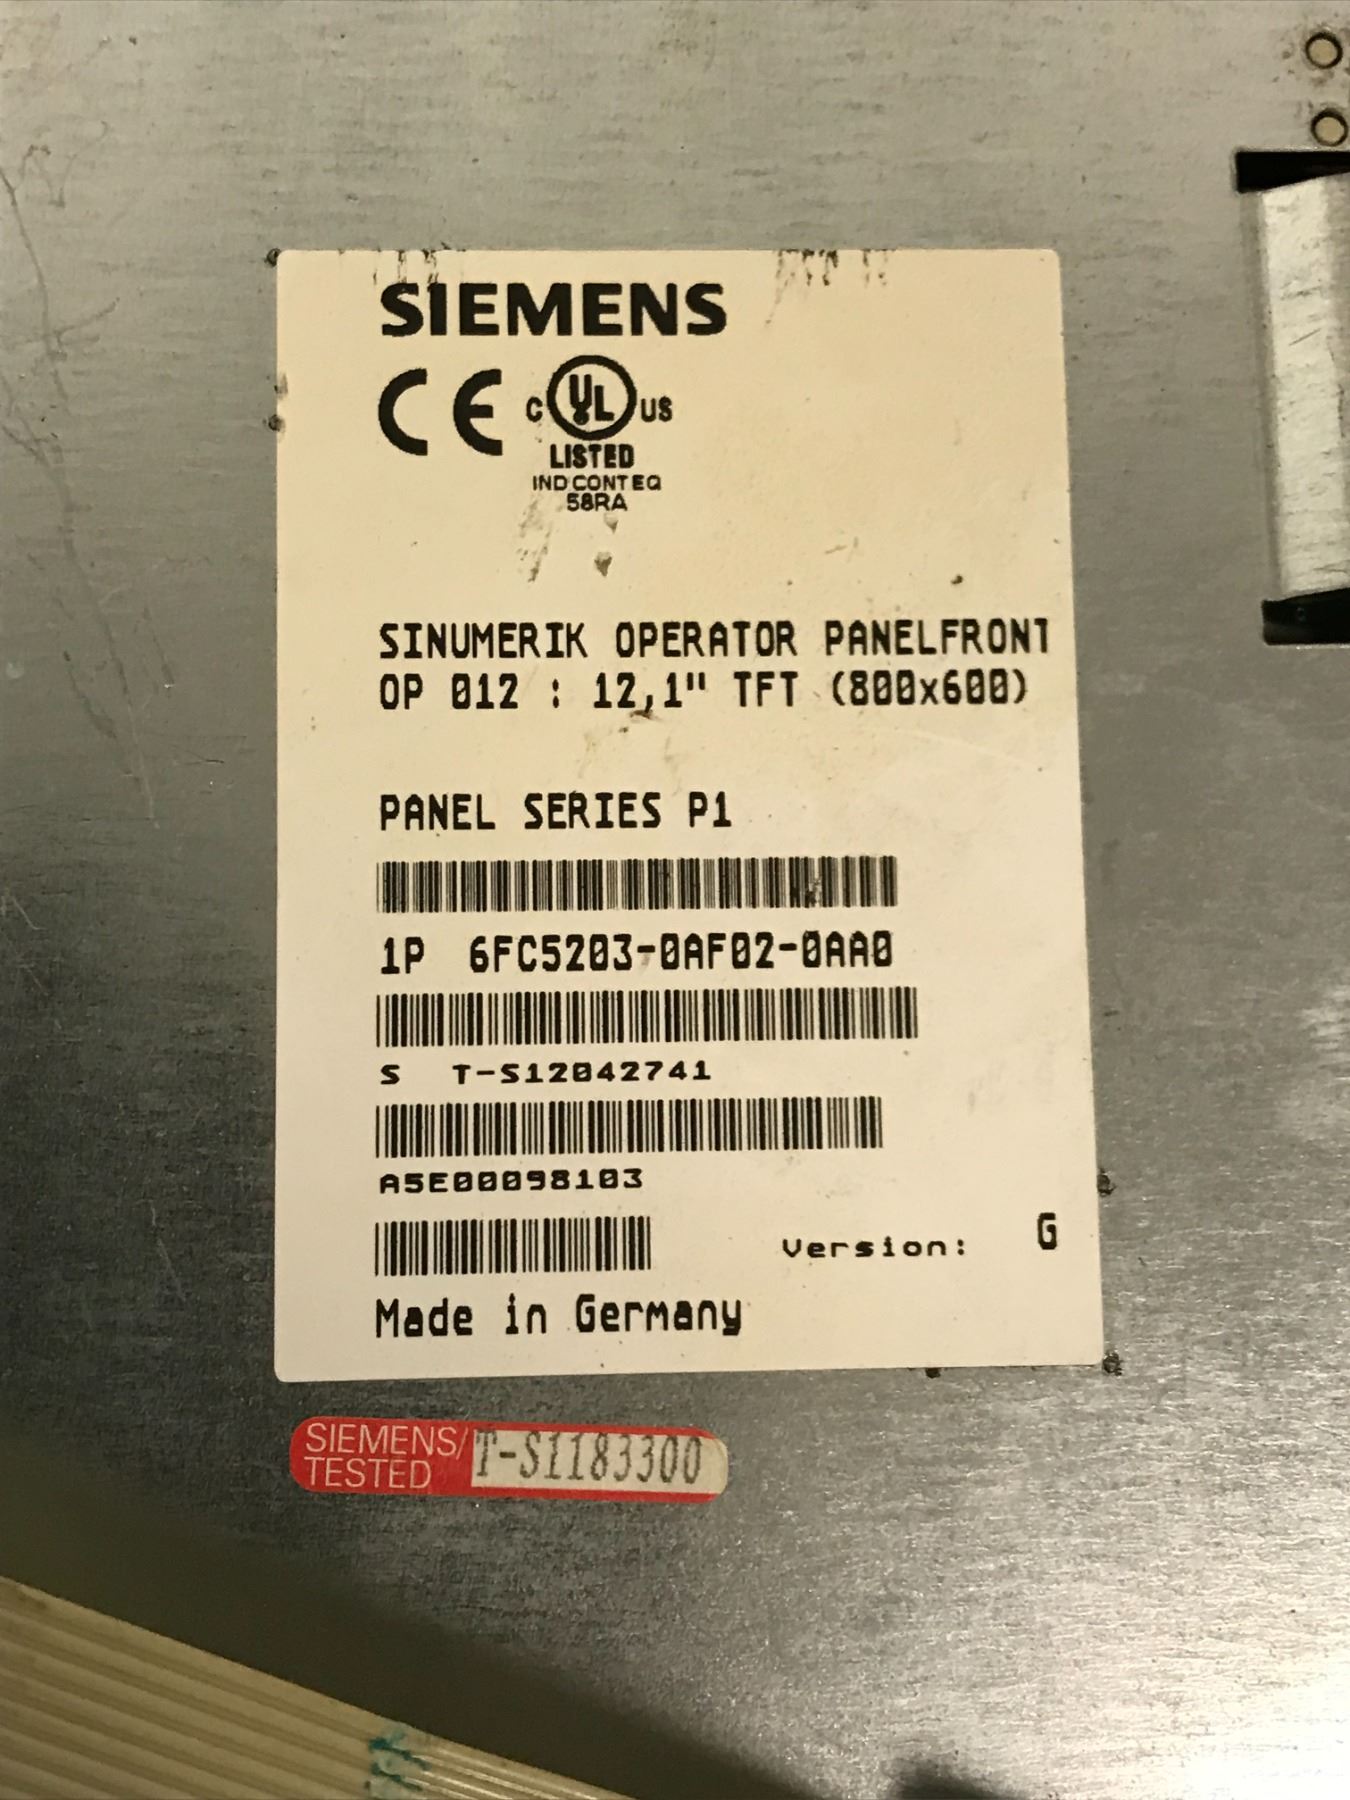 SIEMENS
CE C UL US
LISTED
IND CONT EQ
58RA
SINUMERIK OPERATOR PANELFRONT
OP 012 : 12,1" TFT (800x600)
PANEL SERIES P1
1P 6FC5203-0AF02-0AA0
S T-S12042741
A5E00098103
Version: G
Made in Germany
SIEMENS/
TESTED T-S1183300